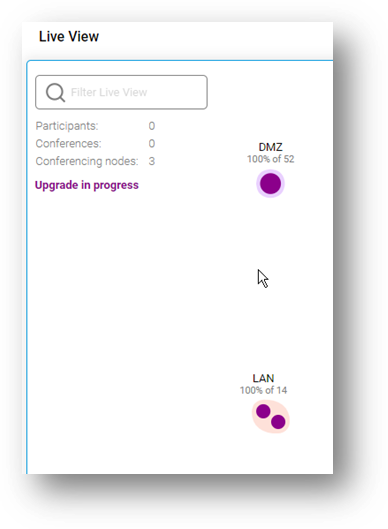 Live View
Filter Live View
Participants: 0
Conferences: 0
Conferencing nodes: 3
Upgrade in progress
DMZ
100% of 52
LAN
100% of 14